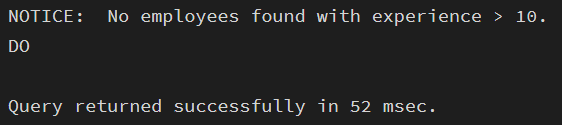 NOTICE:  No employees found with experience > 10.
DO
Query returned successfully in 52 msec.